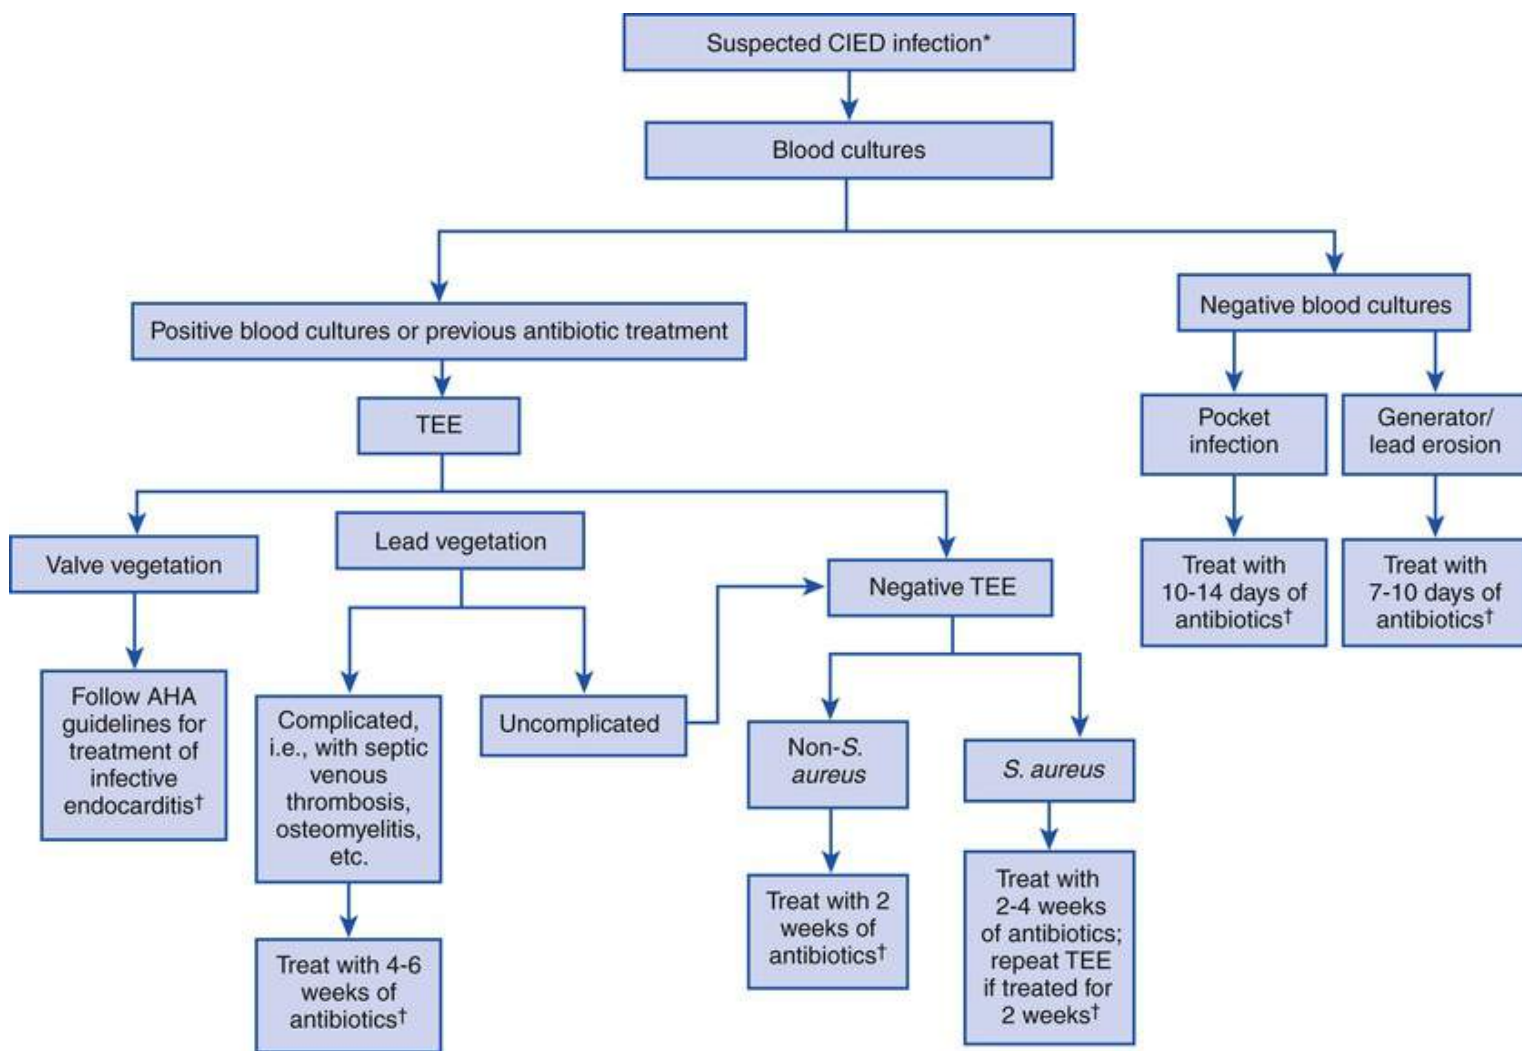 Suspected CIED infection*
Blood cultures
Positive blood cultures or previous antibiotic treatment
Negative blood cultures
TEE
Pocket
infection
Generator/
lead erosion
Valve vegetation
Lead vegetation
Negative TEE
Treat with
10-14 days of
antibiotics†
Treat with
7-10 days of
antibiotics†
Follow AHA
guidelines for
treatment of
infective
endocarditis†
Complicated,
i.e., with septic
venous
thrombosis,
osteomyelitis,
etc.
Uncomplicated
Non-S.
aureus
S. aureus
Treat with 4-6
weeks of
antibiotics†
Treat with 2
weeks of
antibiotics†
Treat with
2-4 weeks
of antibiotics;
repeat TEE
if treated for
2 weeks†